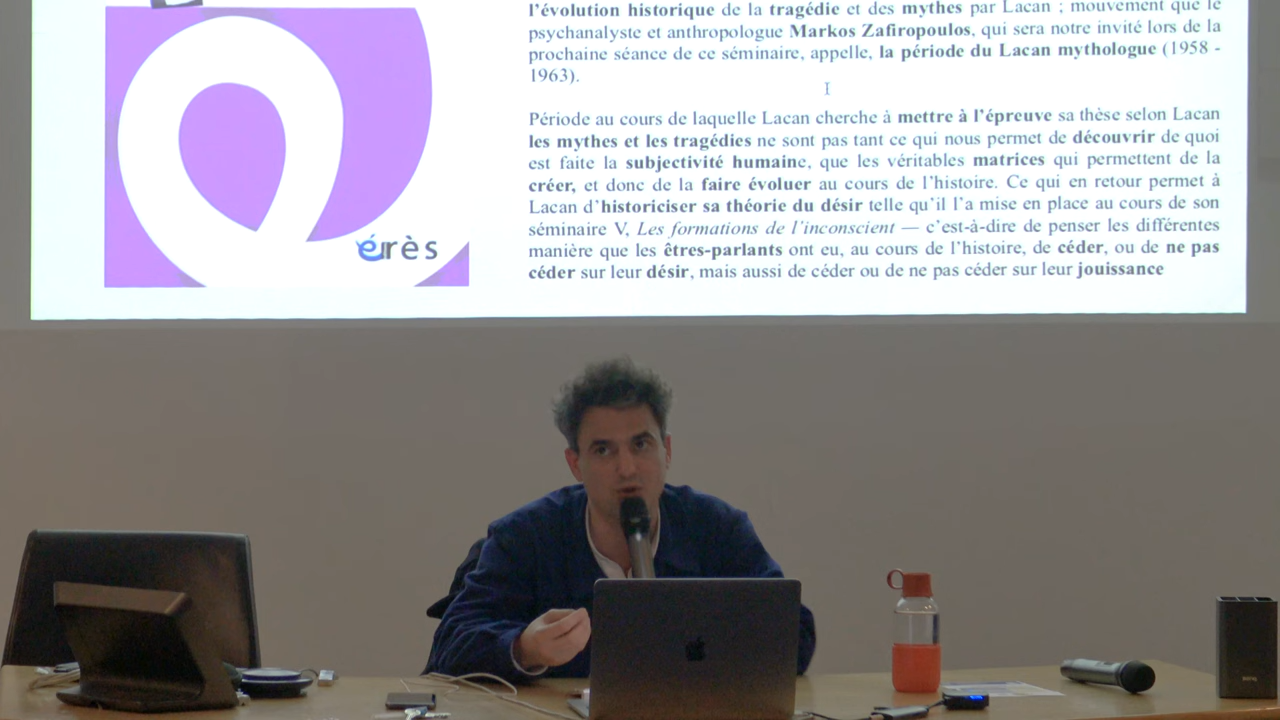 l'évolution historique de la tragédie et des mythes par Lacan ; mouvement que le
psychanalyste et anthropologue Markos Zafiropoulos, qui sera notre invité lors de la
prochaine séance de ce séminaire, appelle, la période du Lacan mythologue (1958 -
1963).
Période au cours de laquelle Lacan cherche à mettre à l'épreuve sa thèse selon Lacan
les mythes et les tragédies ne sont pas tant ce qui nous permet de découvrir de quoi
est faite la subjectivité humaine, que les véritables matrices qui permettent de la
créer, et donc de la faire évoluer au cours de l'histoire. Ce qui en retour permet à
Lacan d'historiciser sa théorie du désir telle qu'il l'a mise en place au cours de son
séminaire V, Les formations de l'inconscient — c'est-à-dire de penser les différentes
manière que les êtres-parlants ont eu, au cours de l'histoire, de céder, ou de ne pas
céder sur leur désir, mais aussi de céder ou de ne pas céder sur leur jouissance
érès